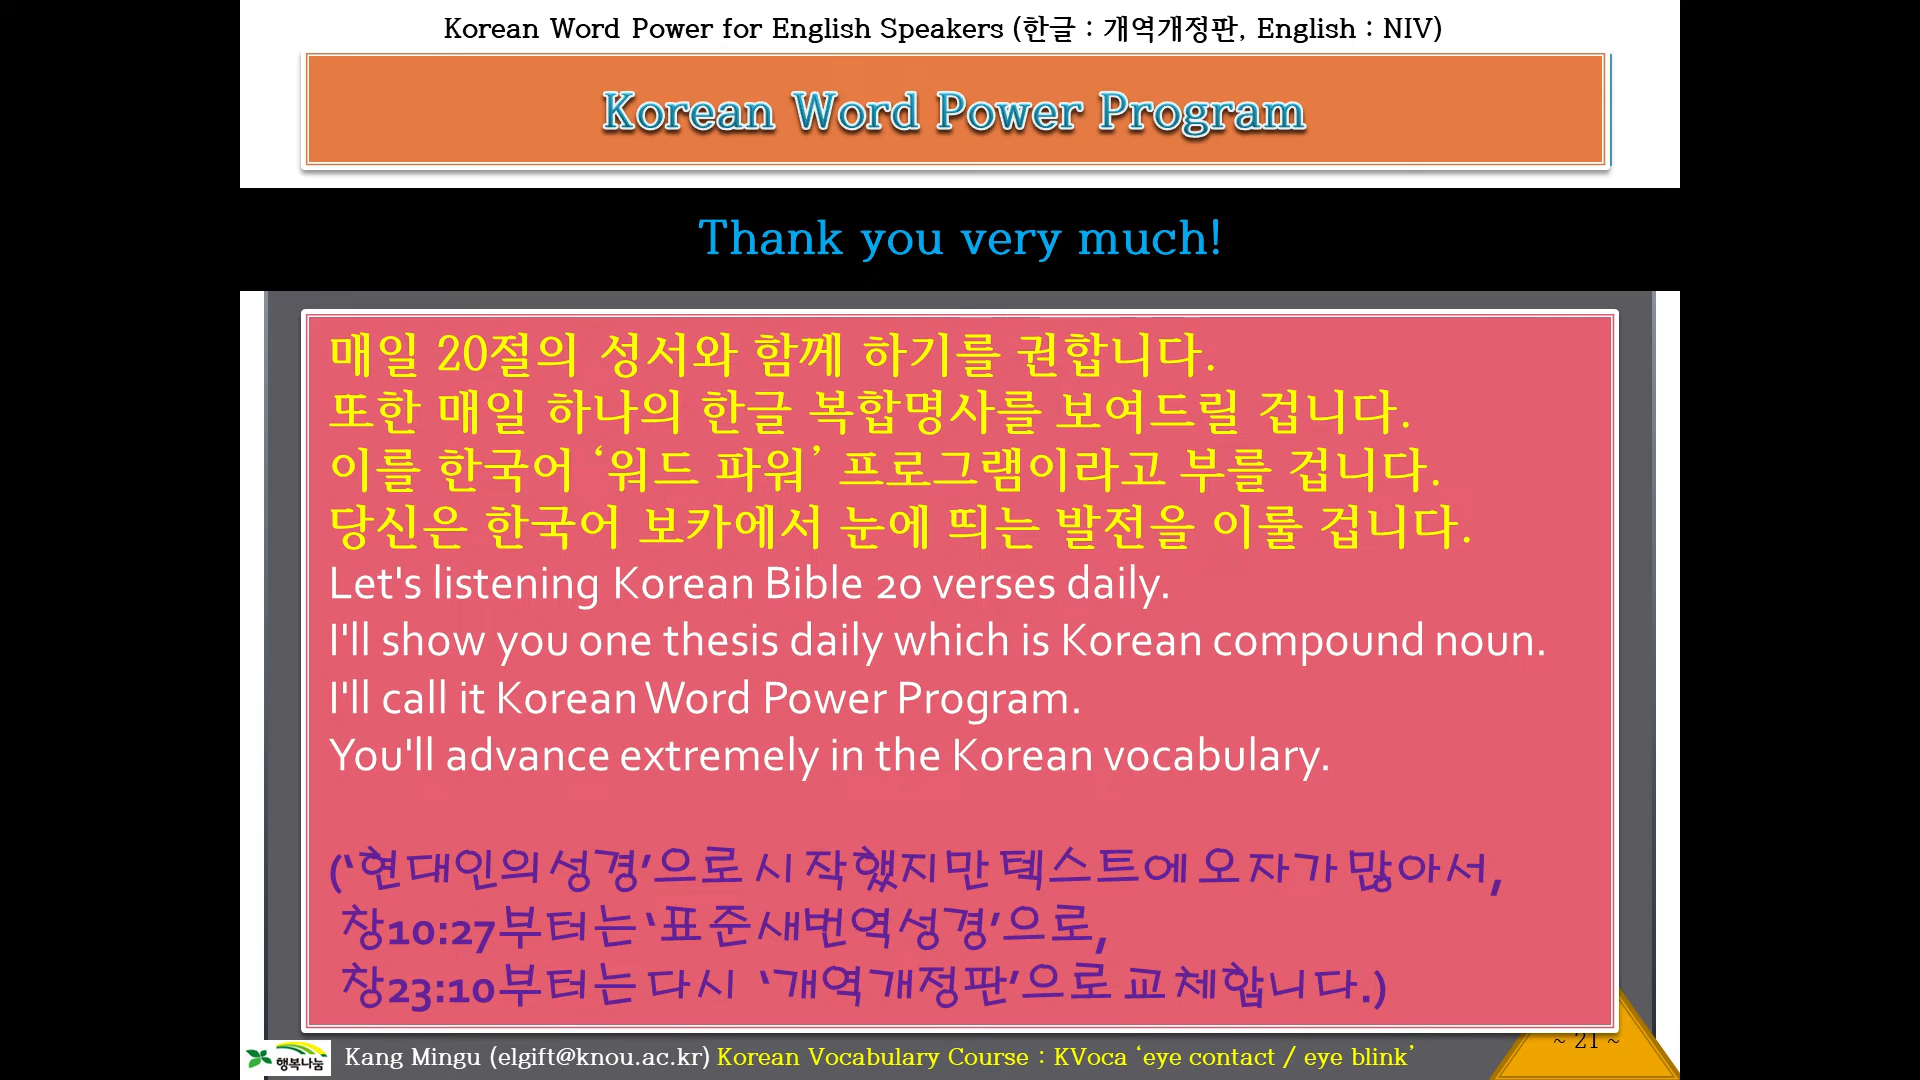 Korean Word Power for English Speakers (한글 : 개역개정판, English : NIV)
Korean Word Power Program
Thank you very much!
매일 20절의 성서와 함께 하기를 권합니다.
또한 매일 하나의 한글 복합명사를 보여드릴 겁니다.
이를 한국어 ‘워드 파워’ 프로그램이라고 부를 겁니다.
당신은 한국어 보카에서 눈에 띄는 발전을 이룰 겁니다.
Let's listening Korean Bible 20 verses daily.
I'll show you one thesis daily which is Korean compound noun.
I'll call it Korean Word Power Program.
You'll advance extremely in the Korean vocabulary.
(‘현대인의 성경’으로 시작했지만 텍스트에 오자가 많아서,
창10:27부터는 ‘표준새번역성경’으로,
창23:10부터는 다시 ‘개역개정판’으로 교체합니다.)
행복나눔 Kang Mingu (elgift@knou.ac.kr) Korean Vocabulary Course : KVoca ‘eye contact / eye blink’
~ 21 ~